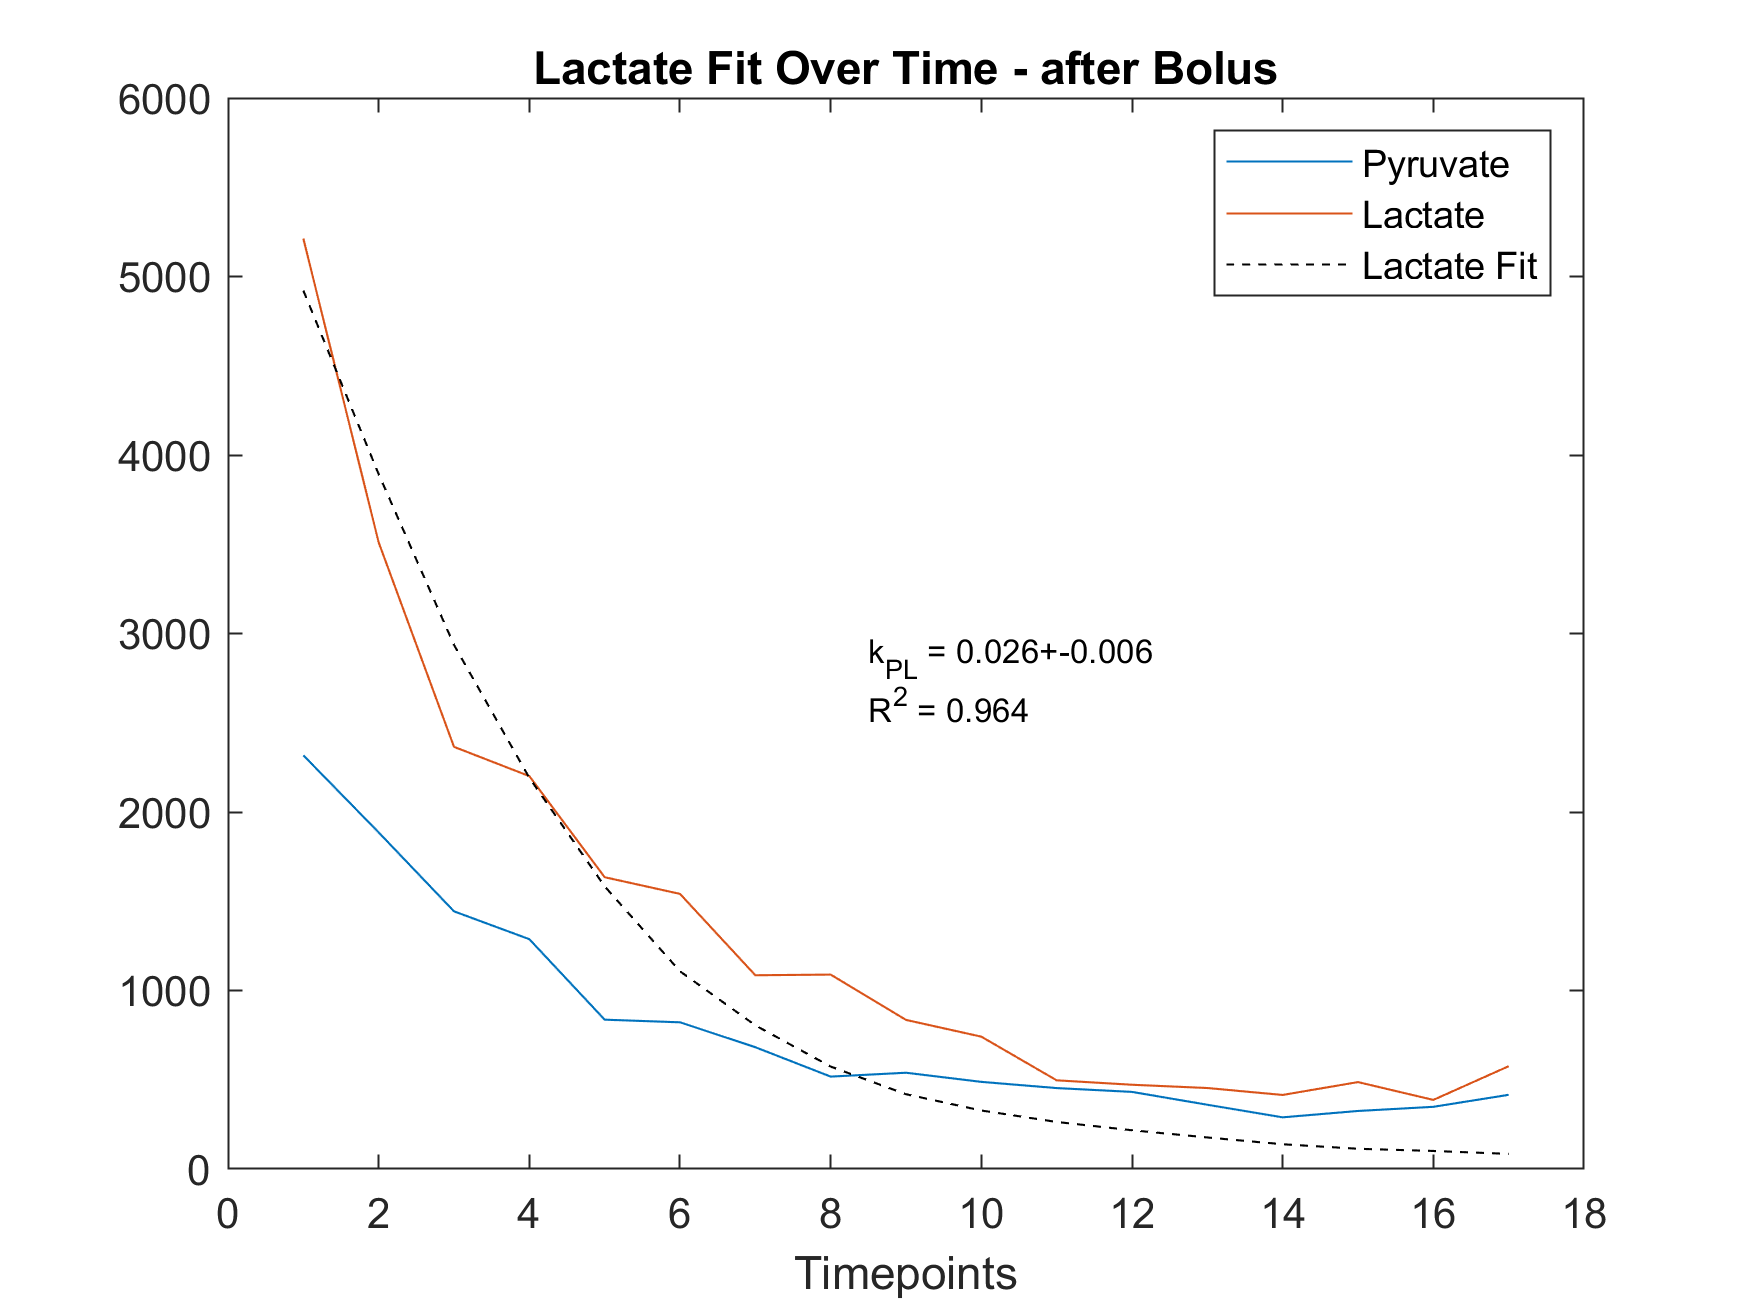 Lactate Fit Over Time - after Bolus
6000
5000
4000
3000
2000
1000
0
Pyruvate
Lactate
Lactate Fit
k_PL = 0.026+-0.006
R² = 0.964
0 2 4 6 8 10 12 14 16 18
Timepoints